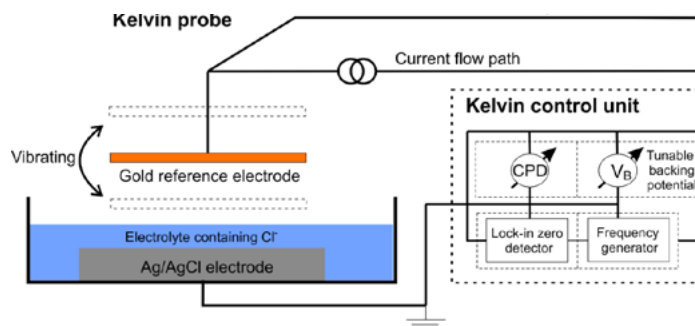 Kelvin probe
Current flow path
Kelvin control unit
Vibrating
Gold reference electrode
CPD
VB
Tunable
backing
potential
Electrolyte containing Cl-
Ag/AgCl electrode
Lock-in zero
detector
Frequency
generator